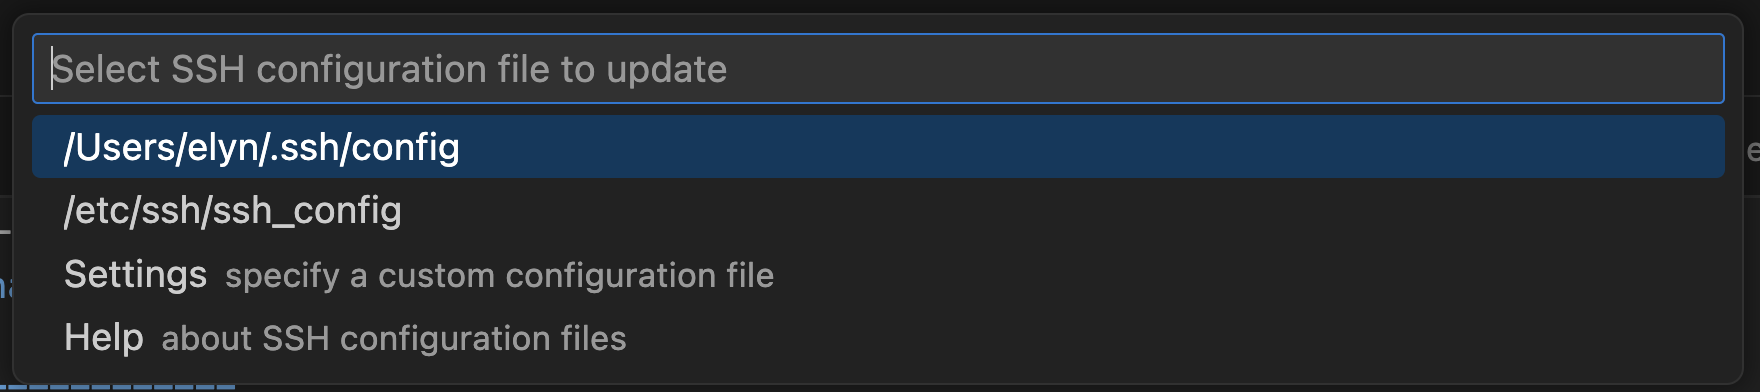 Select SSH configuration file to update
/Users/elyn/.ssh/config
/etc/ssh/ssh_config
Settings specify a custom configuration file
Help about SSH configuration files